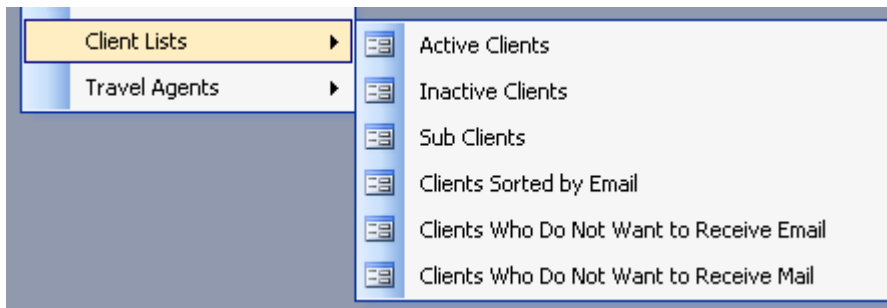 Client Lists
Travel Agents
Active Clients
Inactive Clients
Sub Clients
Clients Sorted by Email
Clients Who Do Not Want to Receive Email
Clients Who Do Not Want to Receive Mail